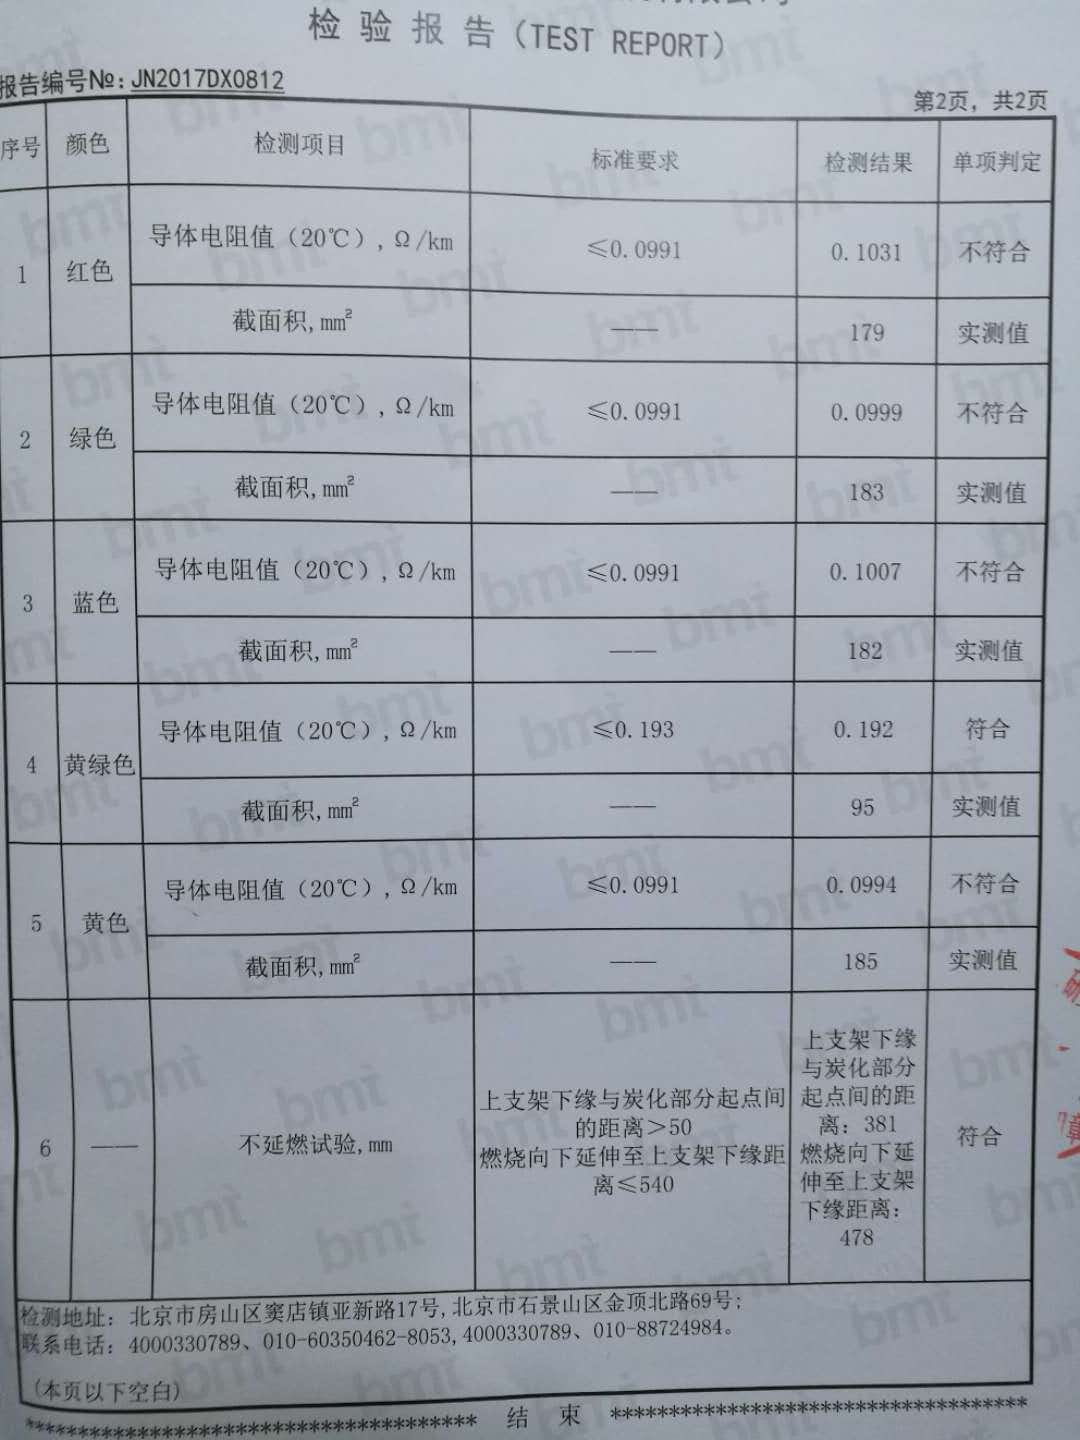 检 验 报 告（TEST REPORT）
报告编号№: JN2017DX0812
第2页，共2页
序号 颜色 检测项目 标准要求 检测结果 单项判定
1 红色 导体电阻值（20℃）, Ω/km ≤0.0991 0.1031 不符合
截面积, mm² —— 179 实测值
2 绿色 导体电阻值（20℃）, Ω/km ≤0.0991 0.0999 不符合
截面积, mm² —— 183 实测值
3 蓝色 导体电阻值（20℃）, Ω/km ≤0.0991 0.1007 不符合
截面积, mm² —— 182 实测值
4 黄绿色 导体电阻值（20℃）, Ω/km ≤0.193 0.192 符合
截面积, mm² —— 95 实测值
5 黄色 导体电阻值（20℃）, Ω/km ≤0.0991 0.0994 不符合
截面积, mm² —— 185 实测值
6 —— 不延燃试验, mm
上支架下缘与炭化部分起点间
的距离＞50
燃烧向下延伸至上支架下缘距
离≤540
上支架下缘
与炭化部分
起点间的距
离：381
燃烧向下延
伸至上支架
下缘距离：
478
符合
检测地址：北京市房山区窦店镇亚新路17号, 北京市石景山区金顶北路69号;
联系电话：4000330789、010-60350462-8053, 4000330789、010-88724984。
(本页以下空白)
************************************ 结 束 ************************************